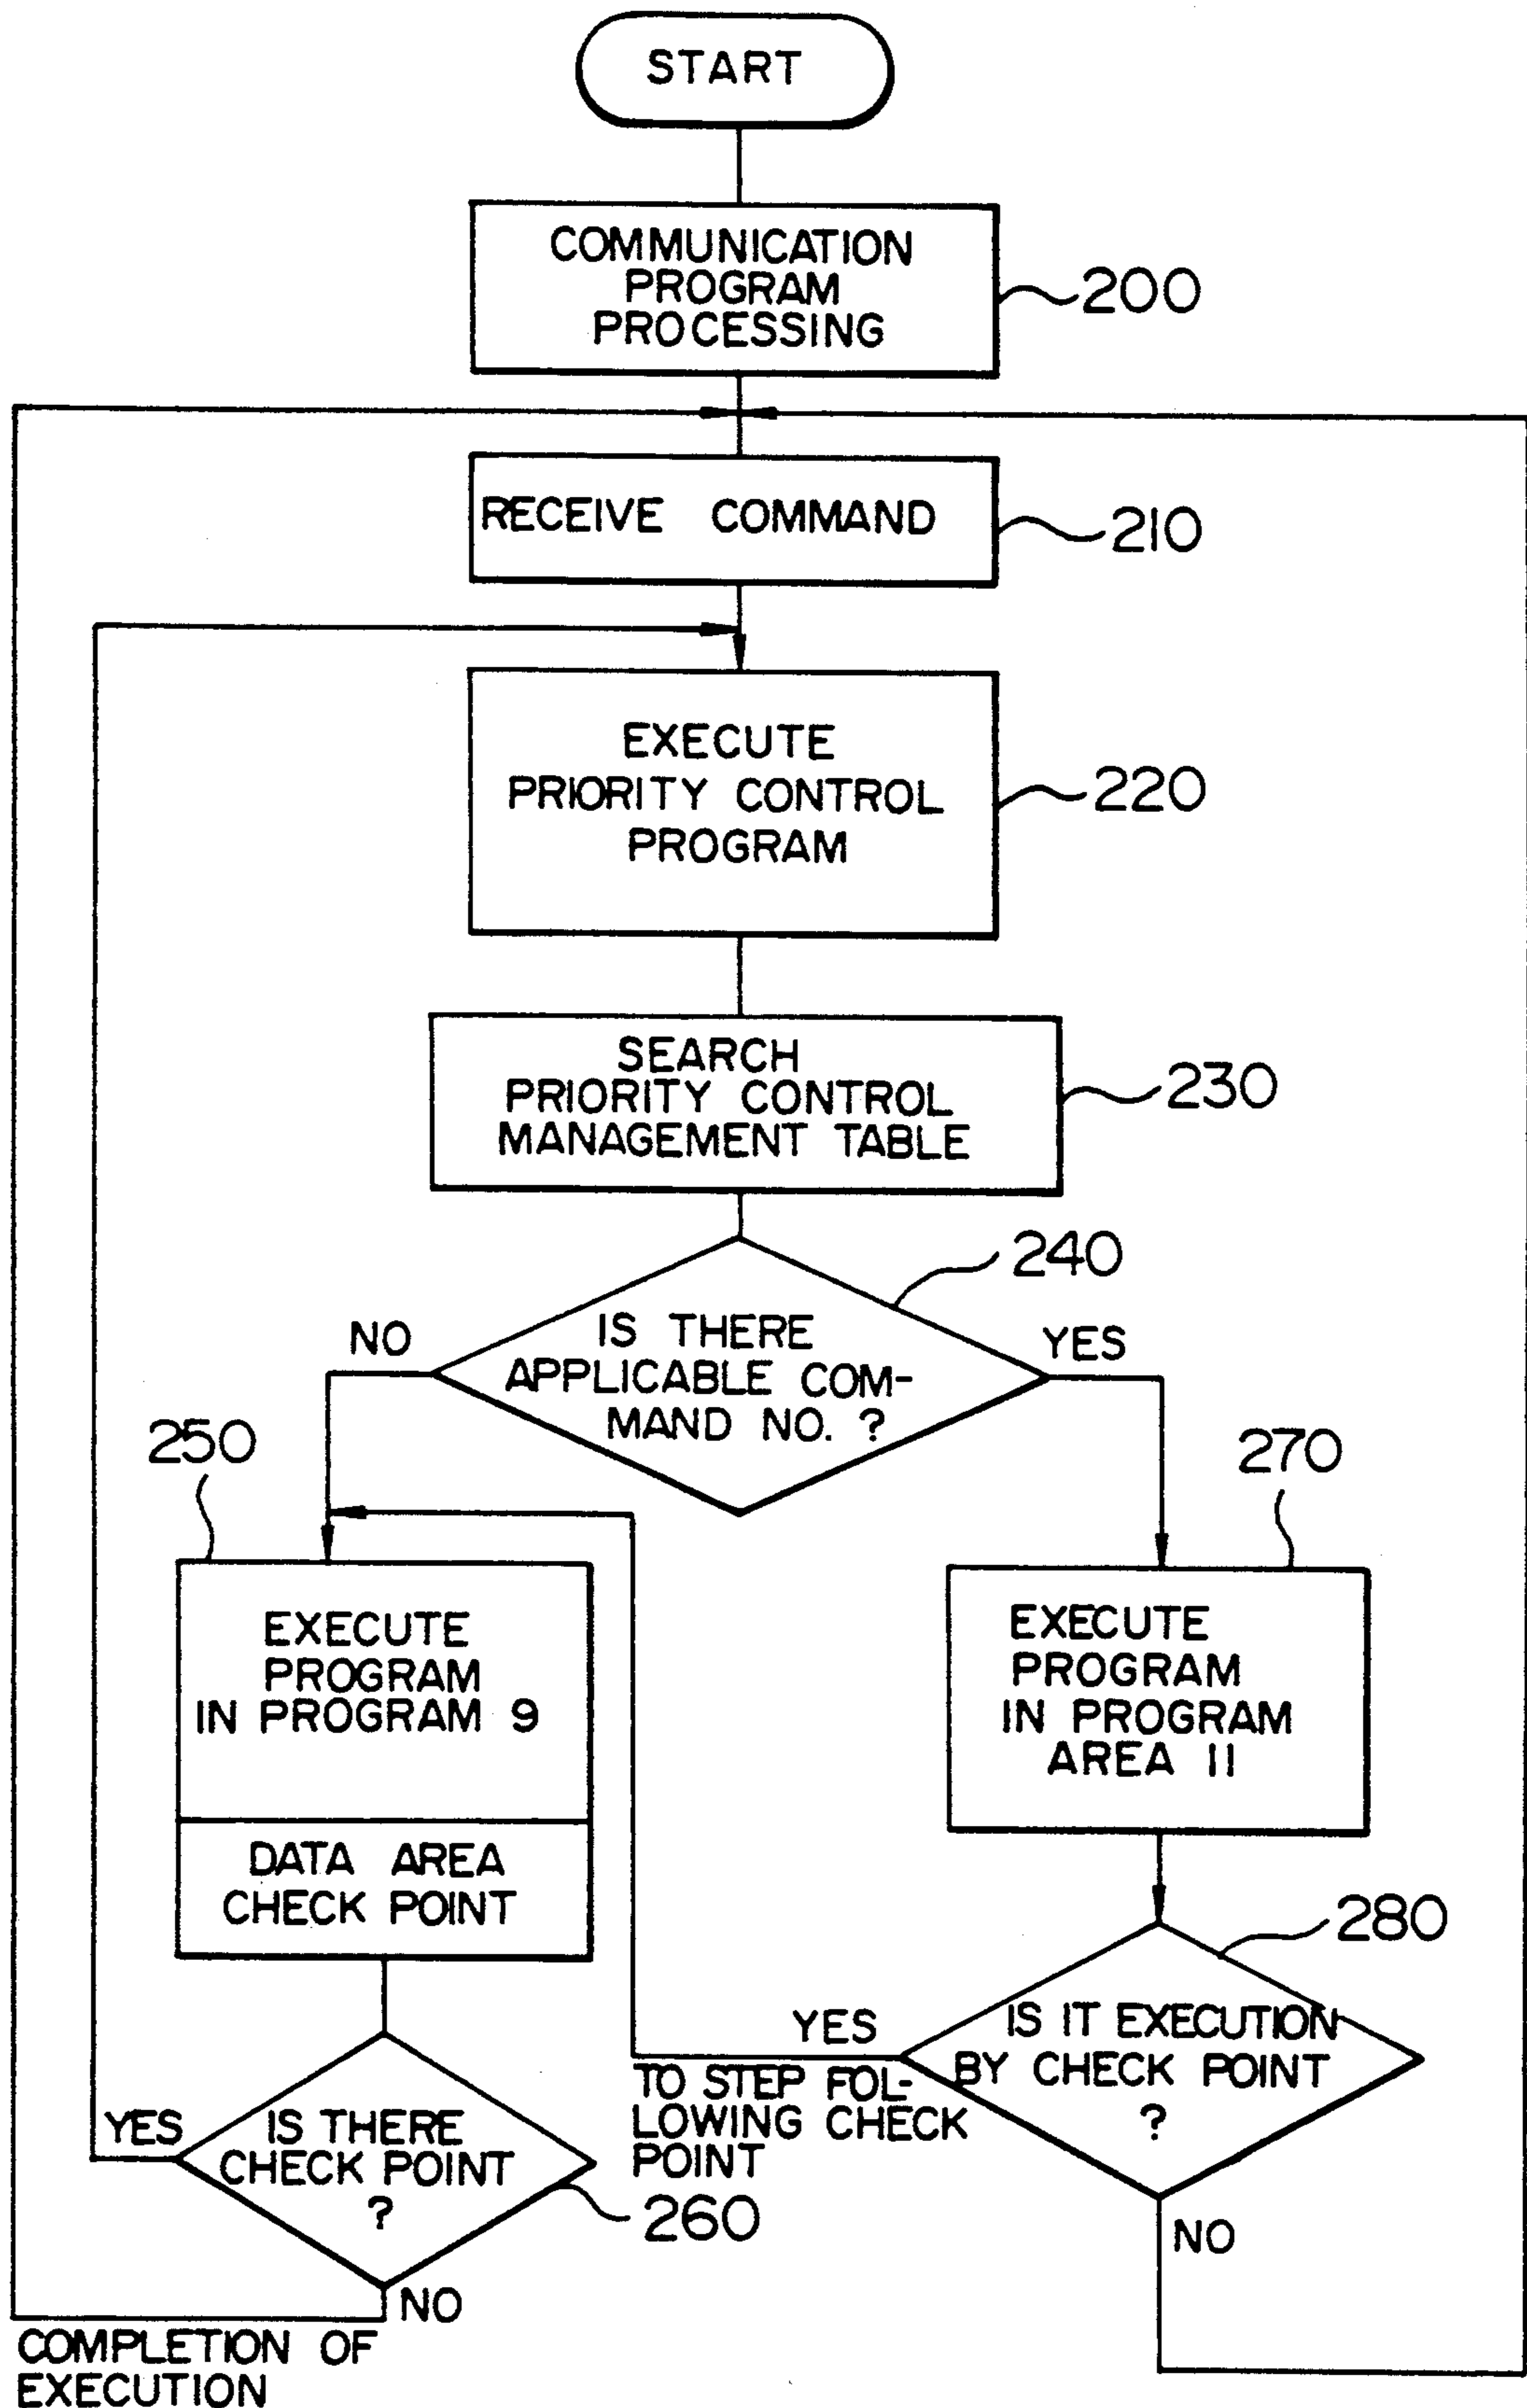 START
COMMUNICATION
PROGRAM
PROCESSING
200
RECEIVE COMMAND
210
EXECUTE
PRIORITY CONTROL
PROGRAM
220
SEARCH
PRIORITY CONTROL
MANAGEMENT TABLE
230
240
NO
IS THERE
APPLICABLE COM-
MAND NO. ?
YES
250
270
EXECUTE
PROGRAM
IN PROGRAM 9
EXECUTE
PROGRAM
IN PROGRAM
AREA 11
DATA AREA
CHECK POINT
280
YES
IS IT EXECUTION
BY CHECK POINT
?
TO STEP FOL-
LOWING CHECK
POINT
YES
IS THERE
CHECK POINT
?
260
NO
NO
COMPLETION OF
EXECUTION